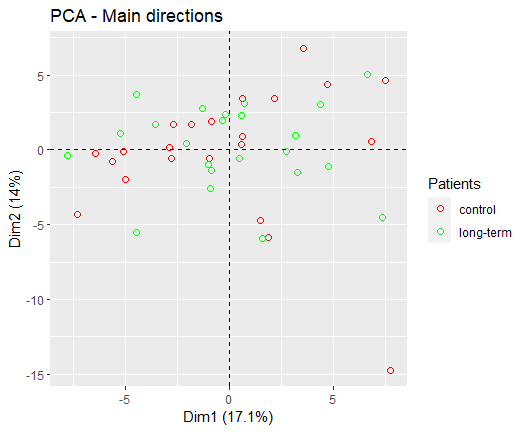 PCA - Main directions
5
0
-5
-10
-15
Dim2 (14%)
-5
0
5
Dim1 (17.1%)
Patients
control
long-term